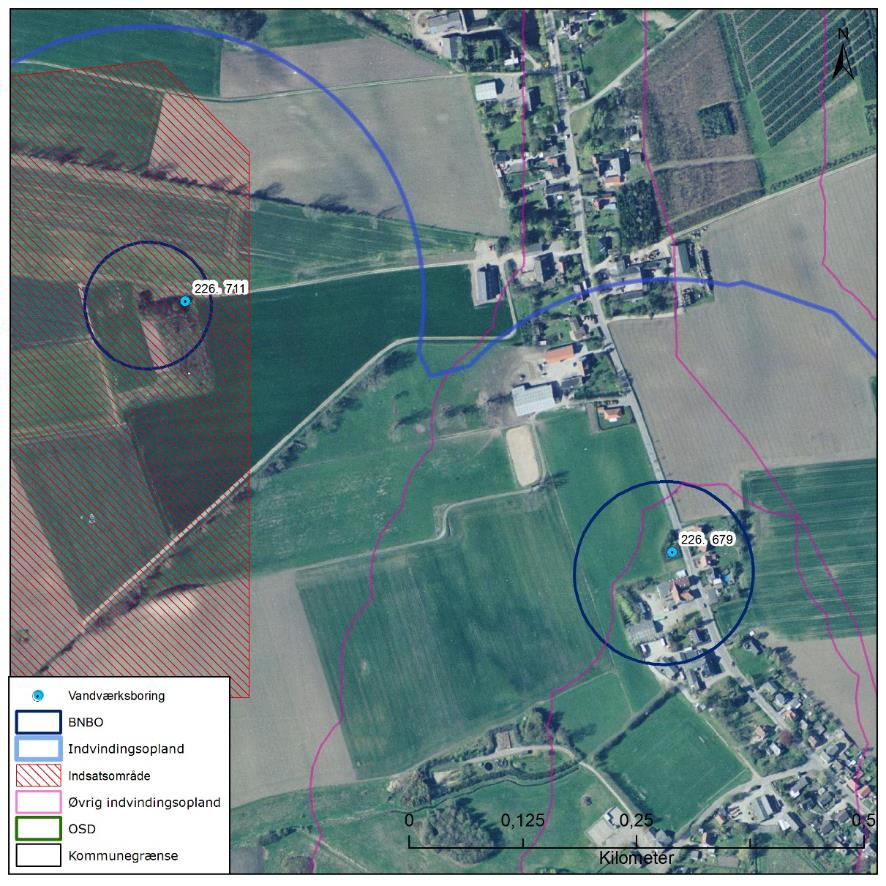 N
226. 711
226. 679
Vandværksboring
BNBO
Indvindingsopland
Indsatsområde
Øvrig indvindingsopland
OSD
Kommunegrænse
0 0,125 0,25 0,5
Kilometer